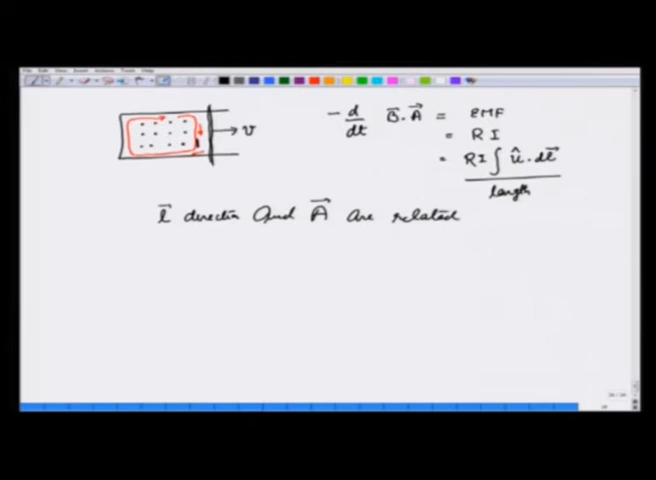 - d/dt B⃗·A⃗ = EMF
v
= RI
= RI ∫ û·dl⃗ / length
l⃗ direction and A⃗ are related